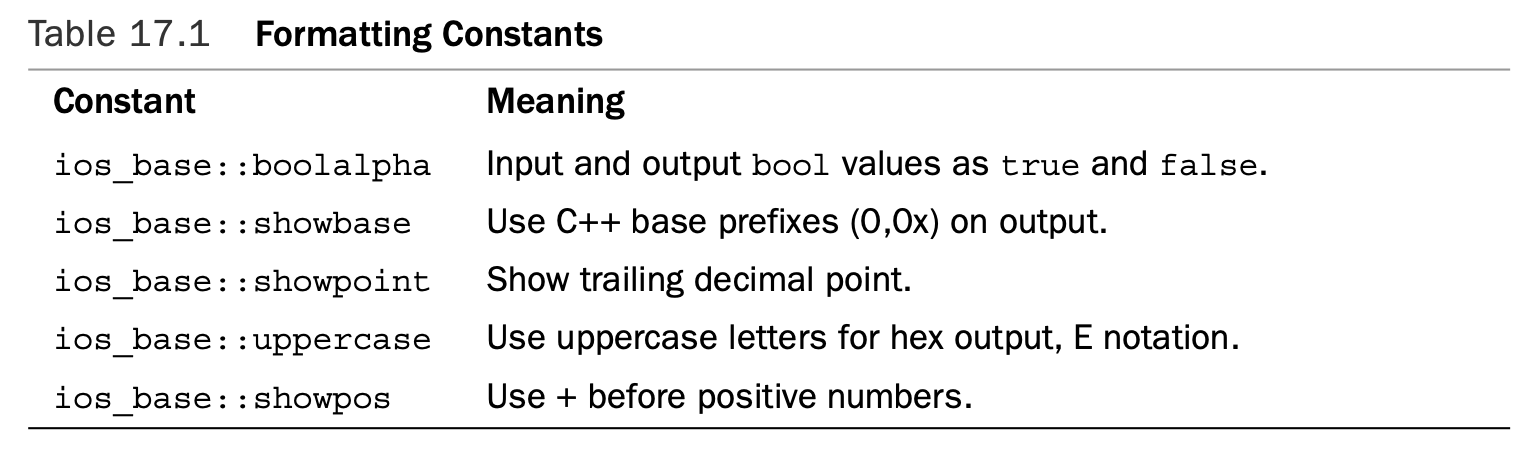 Table 17.1 Formatting Constants
Constant Meaning
ios_base::boolalpha Input and output bool values as true and false.
ios_base::showbase Use C++ base prefixes (0,0x) on output.
ios_base::showpoint Show trailing decimal point.
ios_base::uppercase Use uppercase letters for hex output, E notation.
ios_base::showpos Use + before positive numbers.